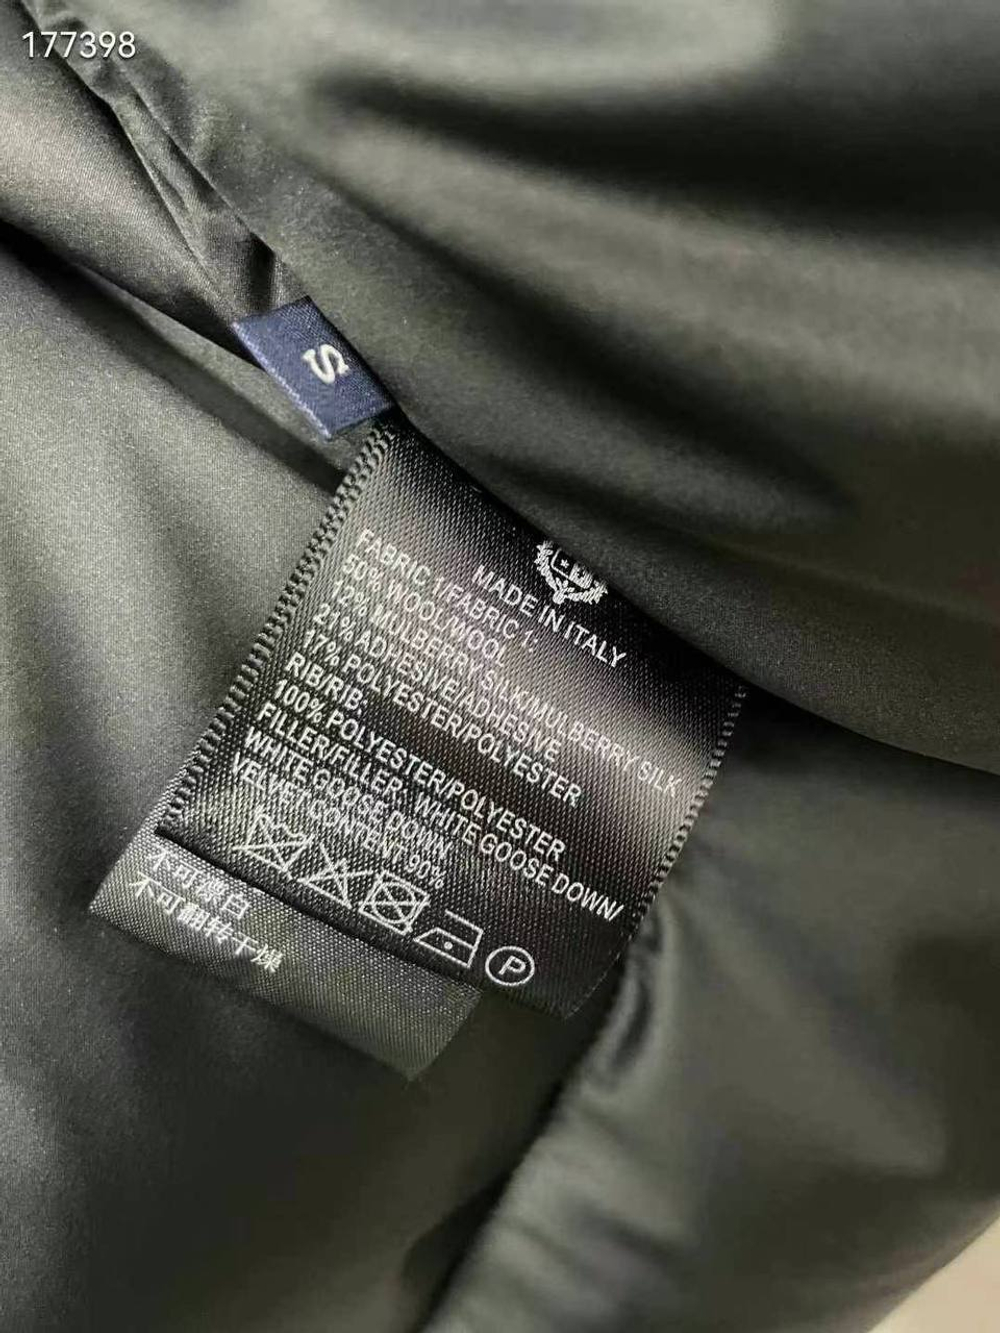 177398
S
MADE IN ITALY
FABRIC 1/FABRIC 1:
50% WOOL/WOOL
12% MULBERRY SILK/MULBERRY SILK
21% ADHESIVE/ADHESIVE
17% POLYESTER/POLYESTER
RIB/RIB:
100% POLYESTER/POLYESTER
FILLER/FILLER: WHITE GOOSE DOWN/
WHITE GOOSE DOWN
VELVET CONTENT 90%
P
不可漂白
不可翻转干燥